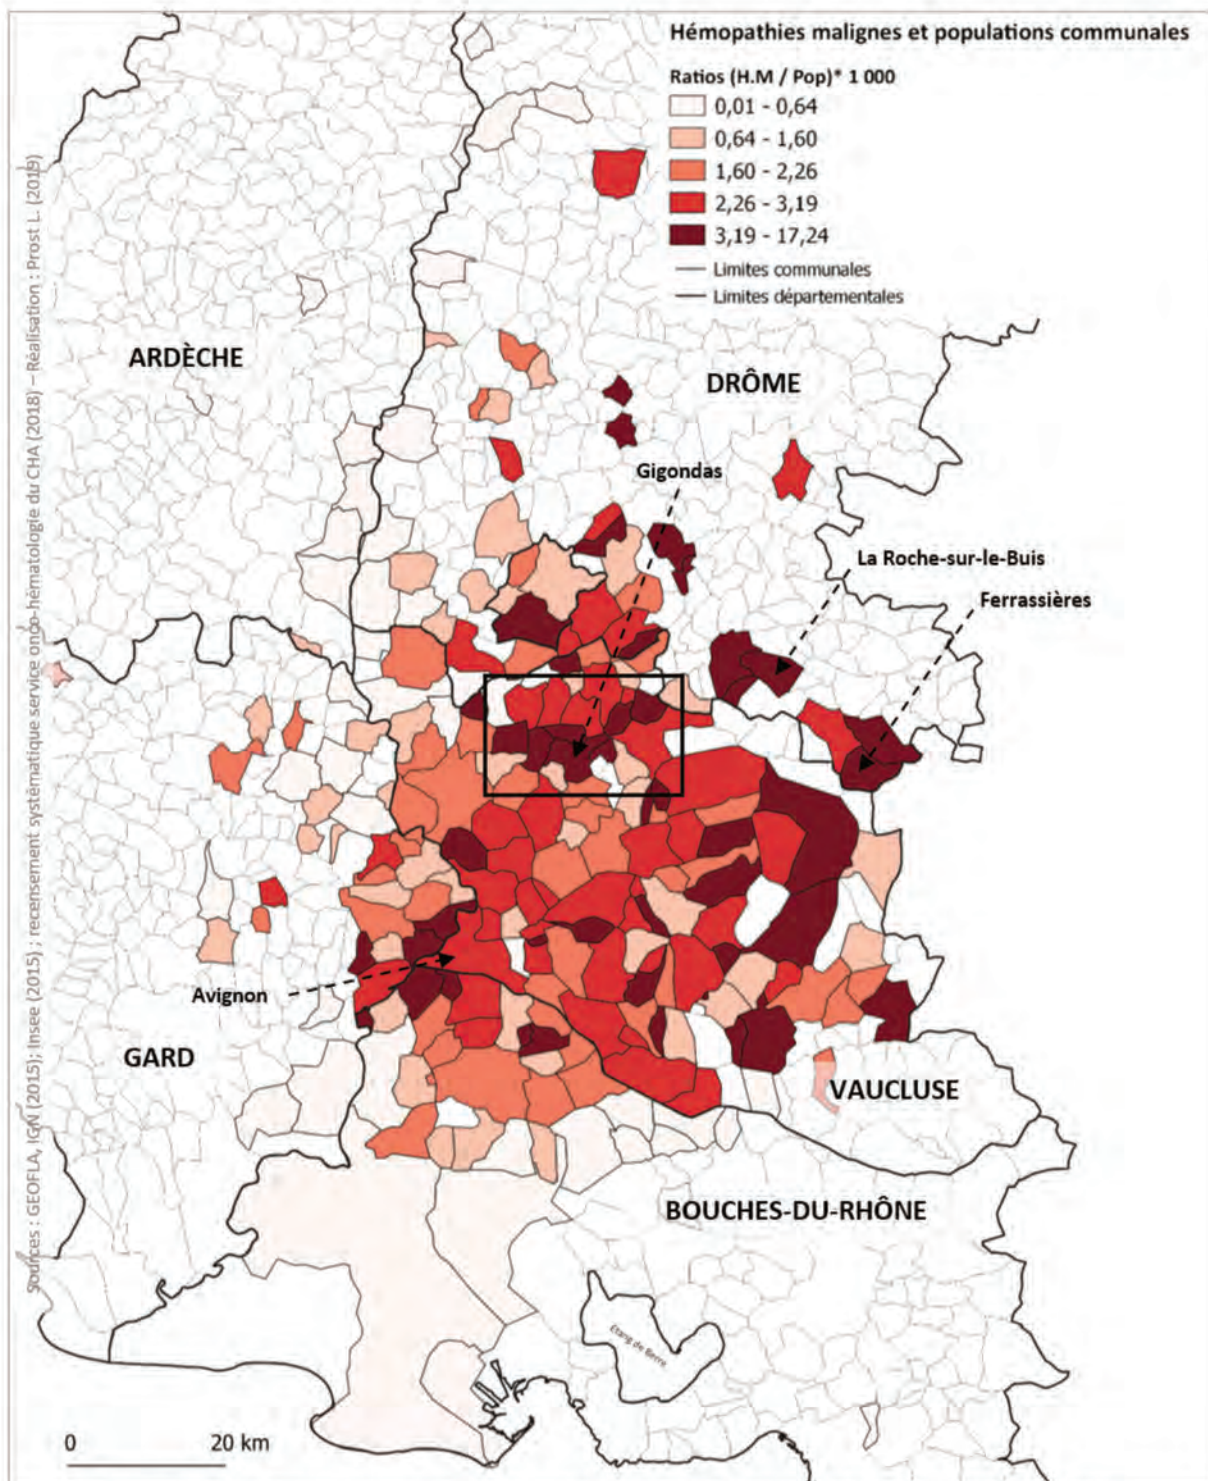 Hémopathies malignes et populations communales
Ratios (H.M / Pop)* 1 000
0,01 - 0,64
0,64 - 1,60
1,60 - 2,26
2,26 - 3,19
3,19 - 17,24
Limites communales
Limites départementales
ARDÈCHE
DRÔME
Gigondas
La Roche-sur-le-Buis
Ferrassières
Avignon
GARD
VAUCLUSE
BOUCHES-DU-RHÔNE
Etang de Berre
0 20 km
Sources : GEOFLA, IGN (2015); Insee (2015) ; recensement systématique service onco-hématologie du CHA (2018) – Réalisation : Prost L. (2019)